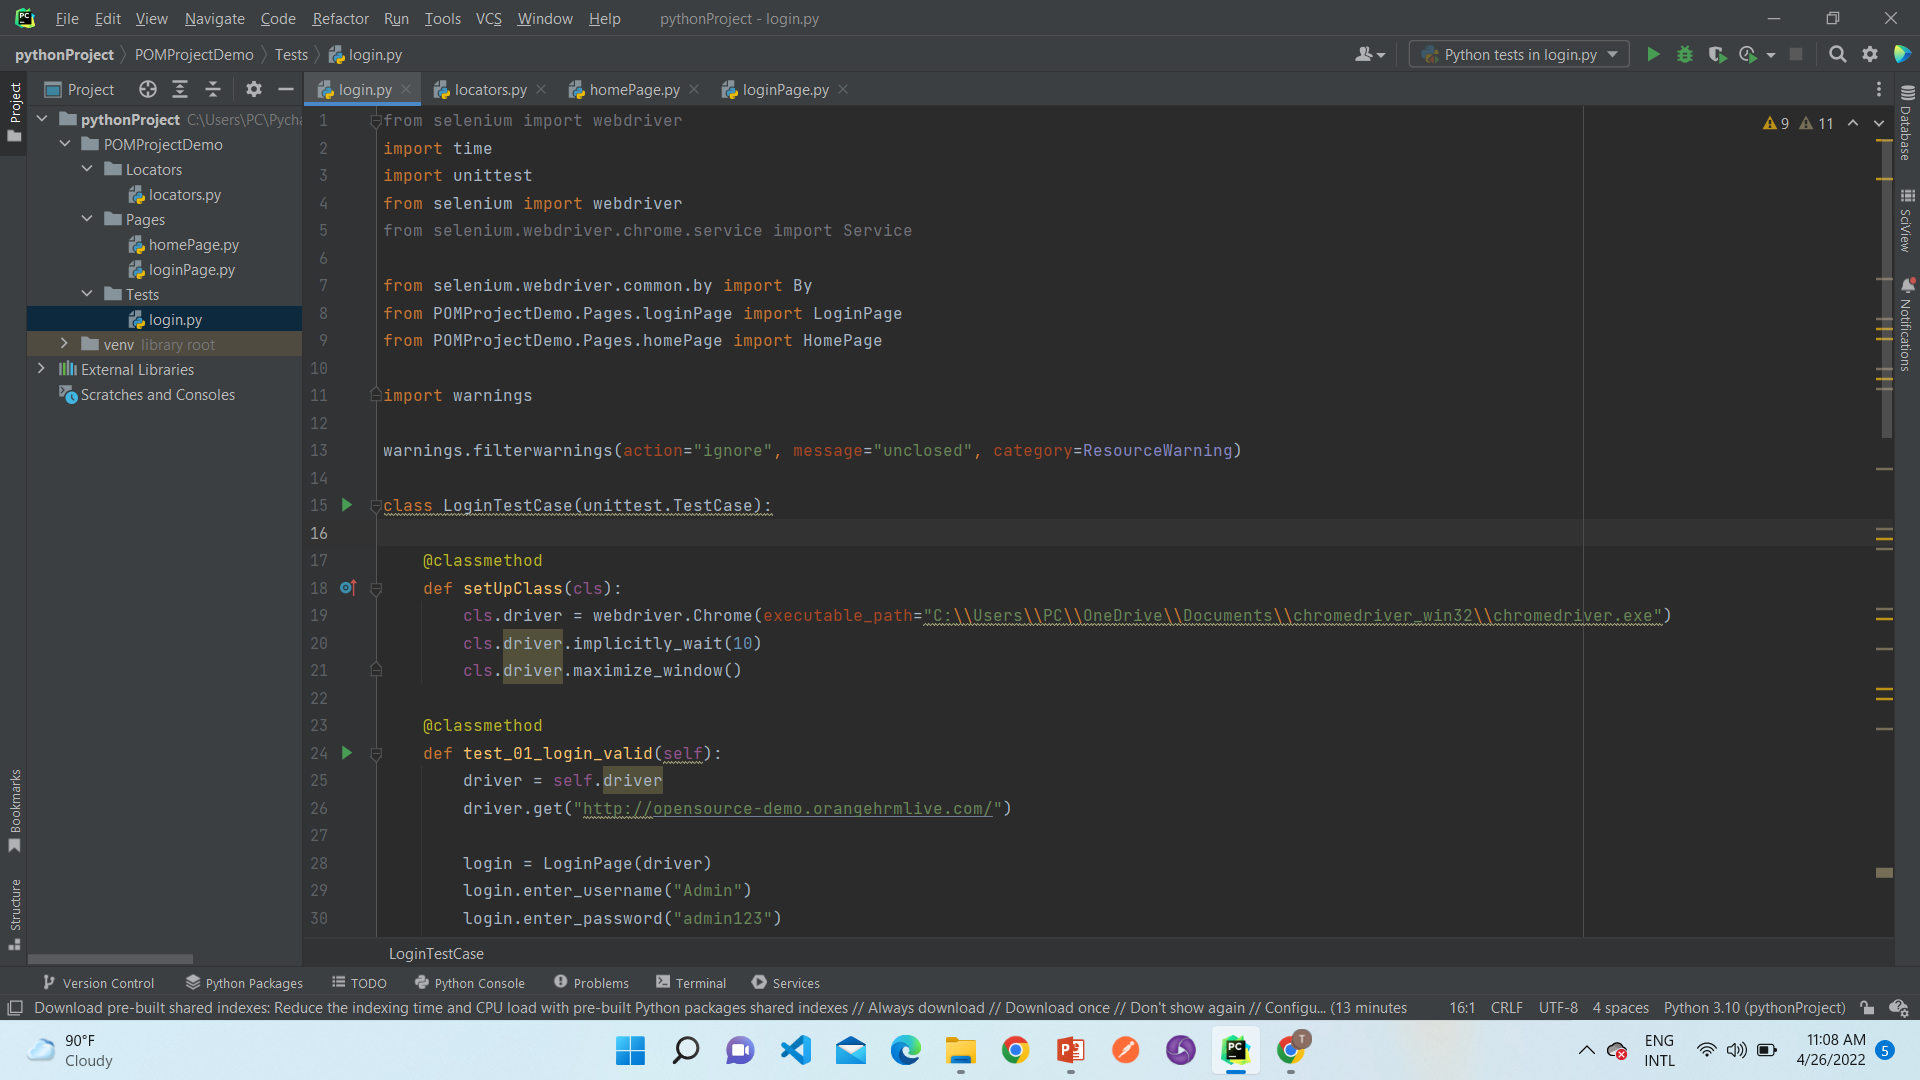 File Edit View Navigate Code Refactor Run Tools VCS Window Help pythonProject - login.py
pythonProject POMProjectDemo Tests login.py
Python tests in login.py
Project
login.py locators.py homePage.py loginPage.py
Project
pythonProject C:\Users\PC\Pycha
POMProjectDemo
Locators
locators.py
Pages
homePage.py
loginPage.py
Tests
login.py
venv library root
External Libraries
Scratches and Consoles
9 11
1 from selenium import webdriver
2 import time
3 import unittest
4 from selenium import webdriver
5 from selenium.webdriver.chrome.service import Service
6
7 from selenium.webdriver.common.by import By
8 from POMProjectDemo.Pages.loginPage import LoginPage
9 from POMProjectDemo.Pages.homePage import HomePage
10
11 import warnings
12
13 warnings.filterwarnings(action="ignore", message="unclosed", category=ResourceWarning)
14
15 class LoginTestCase(unittest.TestCase):
16
17 @classmethod
18 def setUpClass(cls):
19 cls.driver = webdriver.Chrome(executable_path="C:\\Users\\PC\\OneDrive\\Documents\\chromedriver_win32\\chromedriver.exe")
20 cls.driver.implicitly_wait(10)
21 cls.driver.maximize_window()
22
23 @classmethod
24 def test_01_login_valid(self):
25 driver = self.driver
26 driver.get("http://opensource-demo.orangehrmlive.com/")
27
28 login = LoginPage(driver)
29 login.enter_username("Admin")
30 login.enter_password("admin123")
LoginTestCase
Database
SciView
Notifications
Bookmarks
Structure
Version Control Python Packages TODO Python Console Problems Terminal Services
Download pre-built shared indexes: Reduce the indexing time and CPU load with pre-built Python packages shared indexes // Always download // Download once // Don't show again // Configu... (13 minutes 16:1 CRLF UTF-8 4 spaces Python 3.10 (pythonProject)
90°F
Cloudy
PC
T
ENG
INTL
11:08 AM
4/26/2022
5